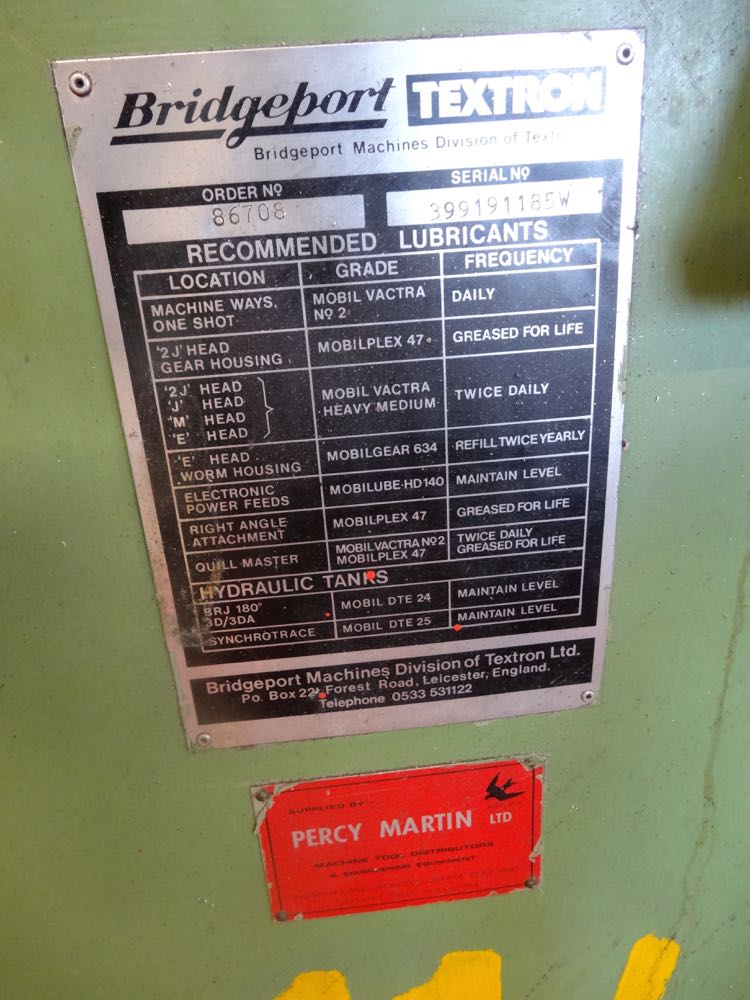 Bridgeport TEXTRON
Bridgeport Machines Division of
ORDER Nº SERIAL Nº
86708 399191185W
RECOMMENDED LUBRICANTS
LOCATION GRADE FREQUENCY
MACHINE WAYS. ONE SHOT. MOBIL VACTRA Nº 2 DAILY
'2J' HEAD GEAR HOUSING MOBILPLEX 47 GREASED FOR LIFE
'2J' HEAD
'J' HEAD
'M' HEAD
'E' HEAD
MOBIL VACTRA HEAVY MEDIUM TWICE DAILY
'E' HEAD WORM HOUSING MOBILGEAR 634 REFILL TWICE YEARLY
ELECTRONIC POWER FEEDS MOBILUBE·HD140 MAINTAIN LEVEL
RIGHT ANGLE ATTACHMENT MOBILPLEX 47 GREASED FOR LIFE
QUILL MASTER MOBILVACTRA Nº2 MOBILPLEX 47 TWICE DAILY GREASED FOR LIFE
HYDRAULIC TANKS
BRJ 180° 3D/3DA MOBIL DTE 24 MAINTAIN LEVEL
SYNCHROTRACE MOBIL DTE 25 MAINTAIN LEVEL
Bridgeport Machines Division of Textron Ltd.
Po. Box 22, Forest Road, Leicester, England.
Telephone 0533 531122
SUPPLIED BY
PERCY MARTIN LTD
MACHINE TOOL DISTRIBUTORS
& ENGINEERING EQUIPMENT